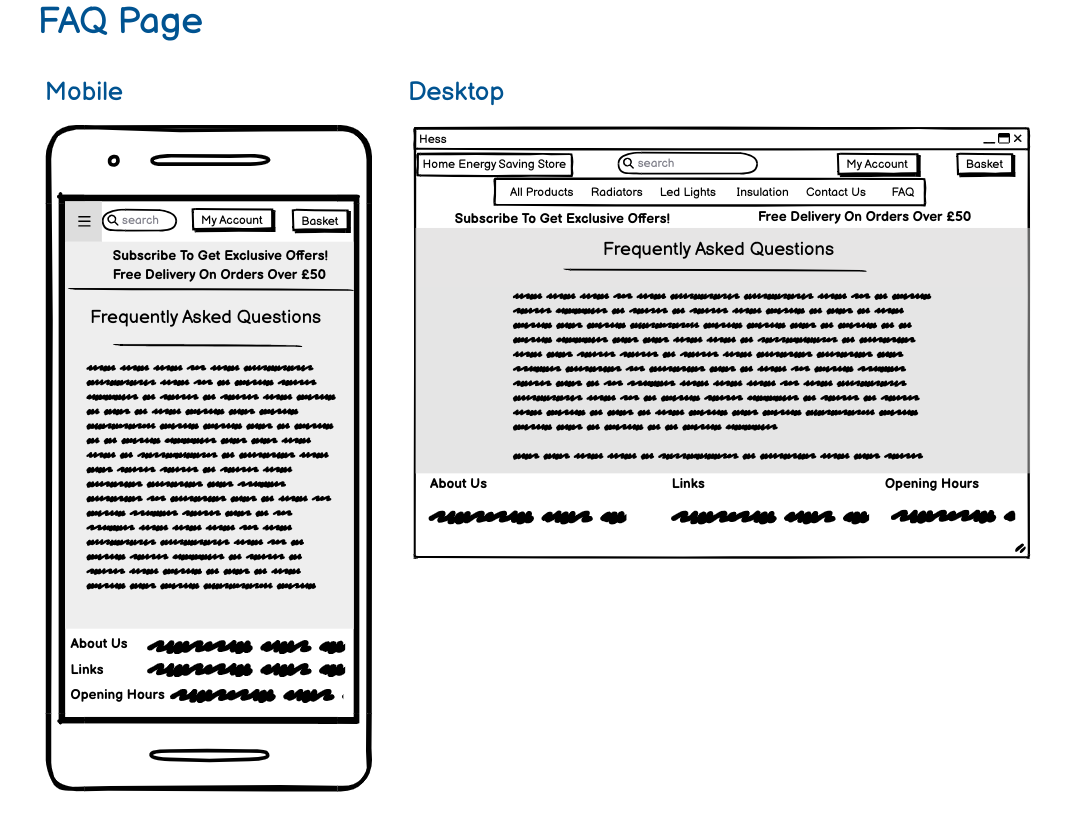 FAQ Page
Mobile
search
My Account
Basket
Subscribe To Get Exclusive Offers!
Free Delivery On Orders Over £50
Frequently Asked Questions
About Us
Links
Opening Hours
Desktop
Hess
Home Energy Saving Store
search
My Account
Basket
All Products Radiators Led Lights Insulation Contact Us FAQ
Subscribe To Get Exclusive Offers! Free Delivery On Orders Over £50
Frequently Asked Questions
About Us Links Opening Hours